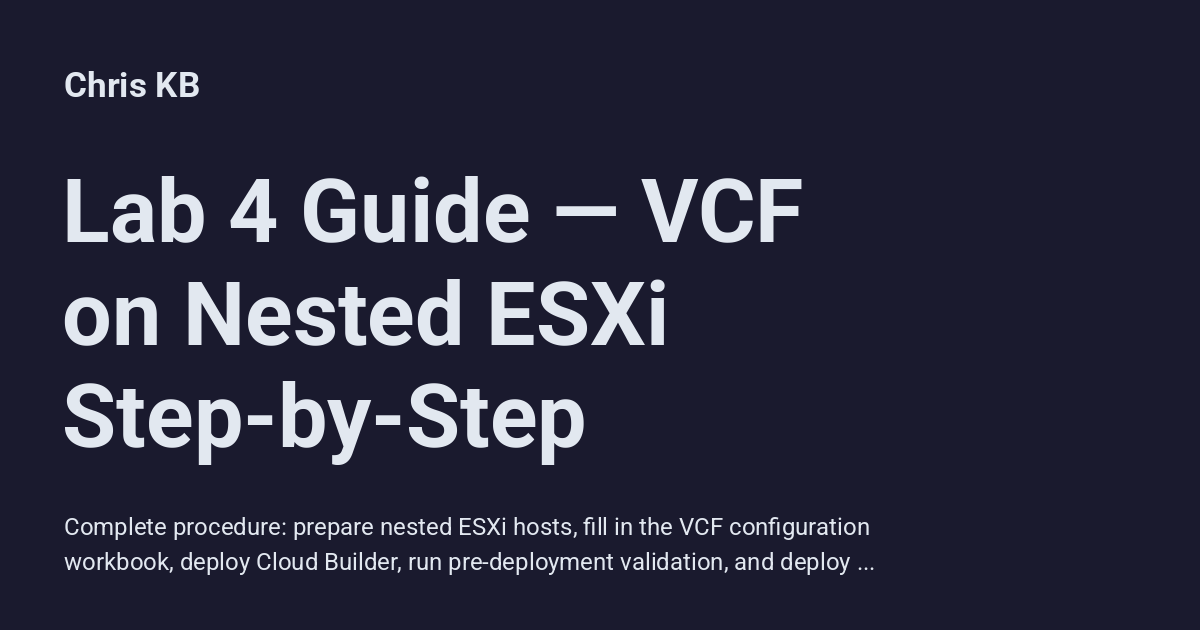 Chris KB
Lab 4 Guide — VCF
on Nested ESXi
Step-by-Step
Complete procedure: prepare nested ESXi hosts, fill in the VCF configuration
workbook, deploy Cloud Builder, run pre-deployment validation, and deploy ...